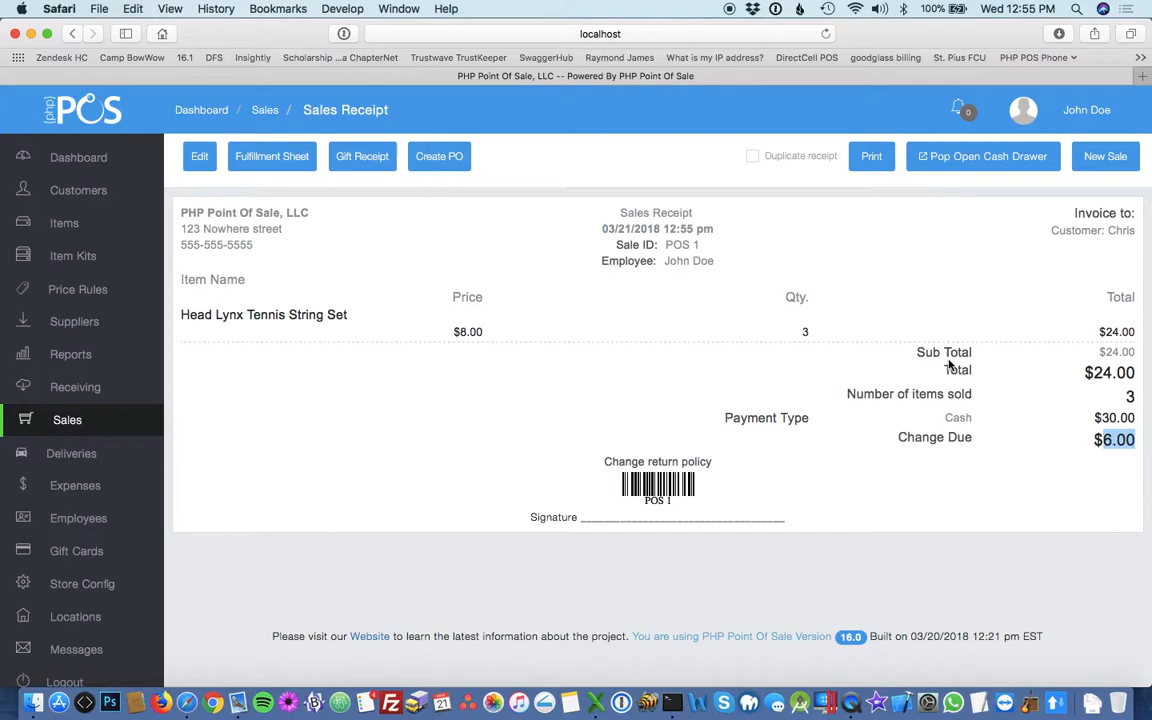 Safari File Edit View History Bookmarks Develop Window Help 100% Wed 12:55 PM
localhost
Zendesk HC Camp BowWow 16.1 DFS Insightly Scholarship ...a ChapterNet Trustwave TrustKeeper SwaggerHub Raymond James What is my IP address? DirectCell POS goodglass billing St. Pius FCU PHP POS Phone
PHP Point Of Sale, LLC -- Powered By PHP Point Of Sale
(php) POS Dashboard / Sales / Sales Receipt 0 John Doe
Edit Fulfillment Sheet Gift Receipt Create PO Duplicate receipt Print Pop Open Cash Drawer New Sale
Dashboard
Customers
Items
Item Kits
Price Rules
Suppliers
Reports
Receiving
Sales
Deliveries
Expenses
Employees
Gift Cards
Store Config
Locations
Messages
Logout
PHP Point Of Sale, LLC
123 Nowhere street
555-555-5555
Sales Receipt
03/21/2018 12:55 pm
Sale ID: POS 1
Employee: John Doe
Invoice to:
Customer: Chris
Item Name
Price Qty. Total
Head Lynx Tennis String Set
$8.00 3 $24.00
Sub Total $24.00
Total $24.00
Number of items sold 3
Payment Type Cash $30.00
Change Due $6.00
Change return policy
POS 1
Signature
Please visit our Website to learn the latest information about the project. You are using PHP Point Of Sale Version 16.0 Built on 03/20/2018 12:21 pm EST